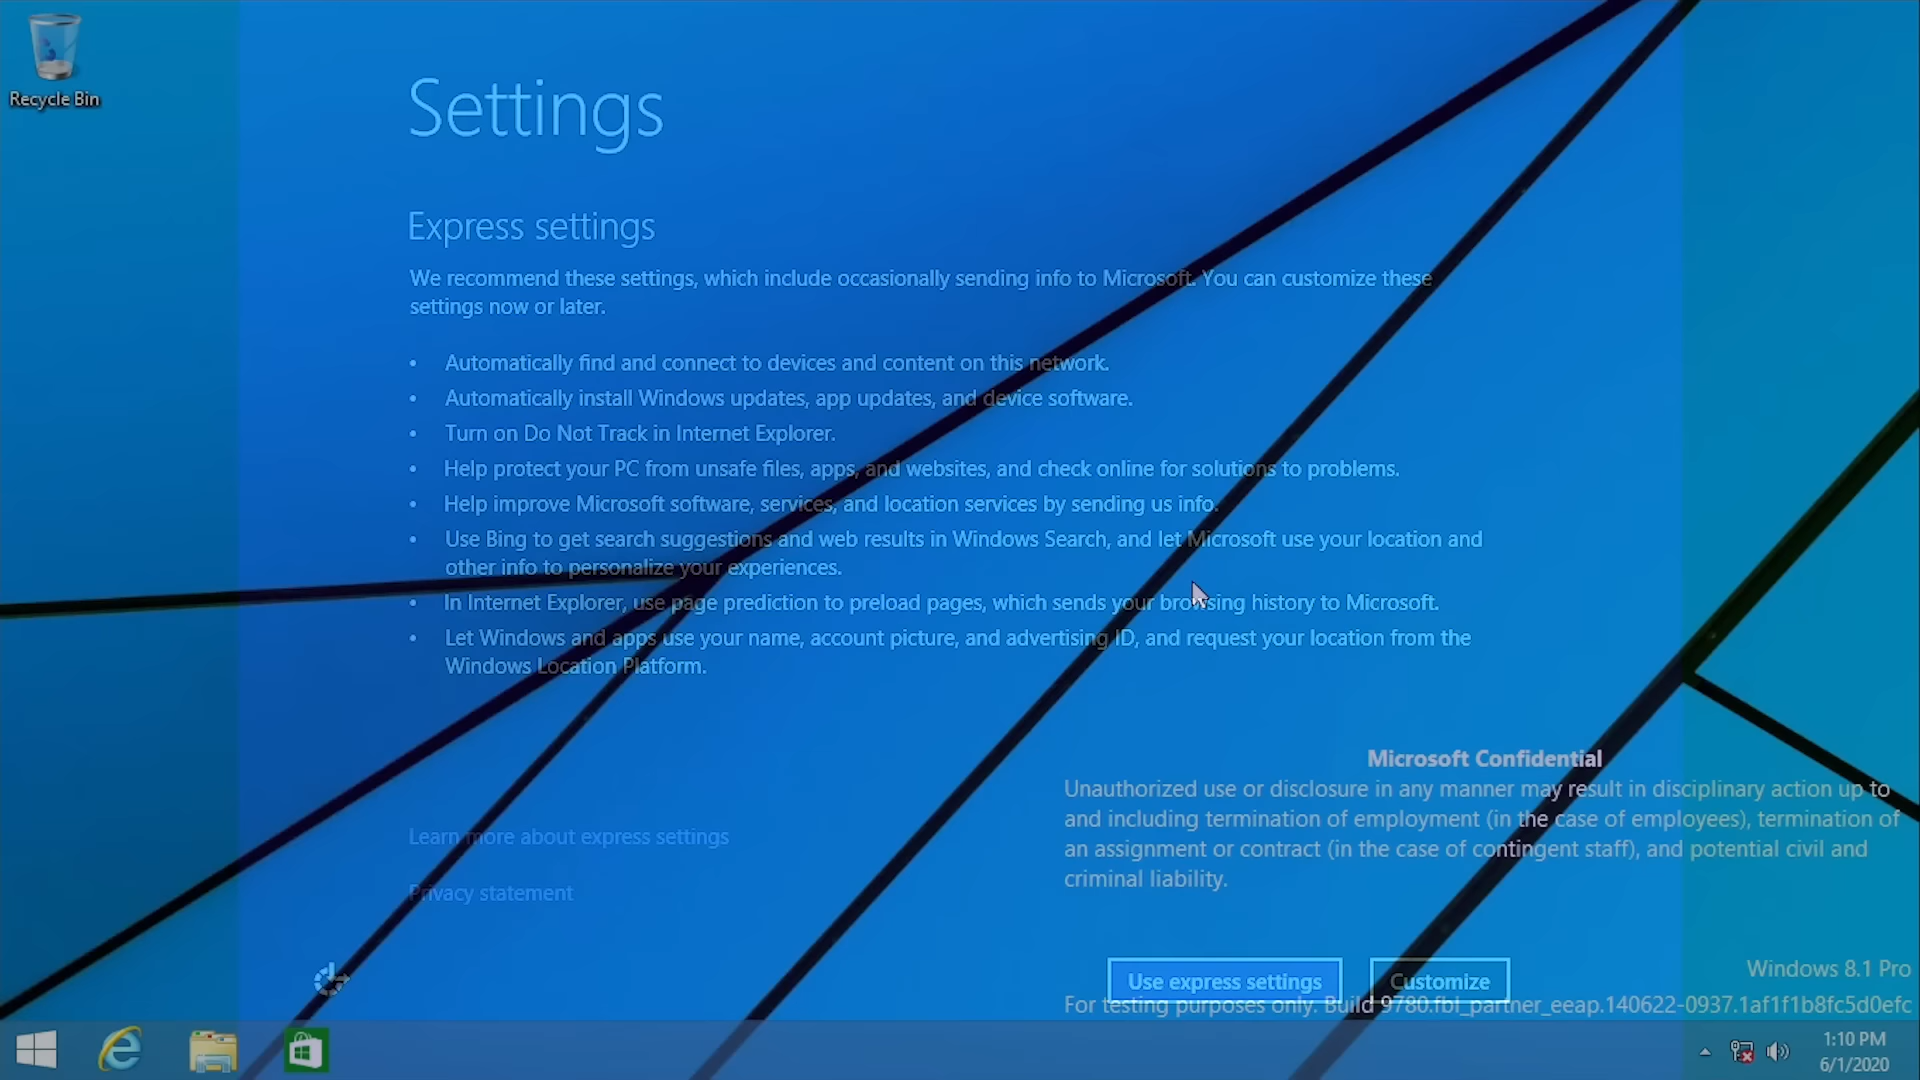 Recycle Bin
Settings
Express settings
We recommend these settings, which include occasionally sending info to Microsoft. You can customize these
settings now or later.
• Automatically find and connect to devices and content on this network.
• Automatically install Windows updates, app updates, and device software.
• Turn on Do Not Track in Internet Explorer.
• Help protect your PC from unsafe files, apps, and websites, and check online for solutions to problems.
• Help improve Microsoft software, services, and location services by sending us info.
• Use Bing to get search suggestions and web results in Windows Search, and let Microsoft use your location and
other info to personalize your experiences.
• In Internet Explorer, use page prediction to preload pages, which sends your browsing history to Microsoft.
• Let Windows and apps use your name, account picture, and advertising ID, and request your location from the
Windows Location Platform.
Microsoft Confidential
Unauthorized use or disclosure in any manner may result in disciplinary action up to
and including termination of employment (in the case of employees), termination of
an assignment or contract (in the case of contingent staff), and potential civil and
criminal liability.
Learn more about express settings
Privacy statement
Use express settings
Customize
Windows 8.1 Pro
For testing purposes only. Build 9780.fbl_partner_eeap.140622-0937.1af1f1b8fc5d0efc
1:10 PM
6/1/2020